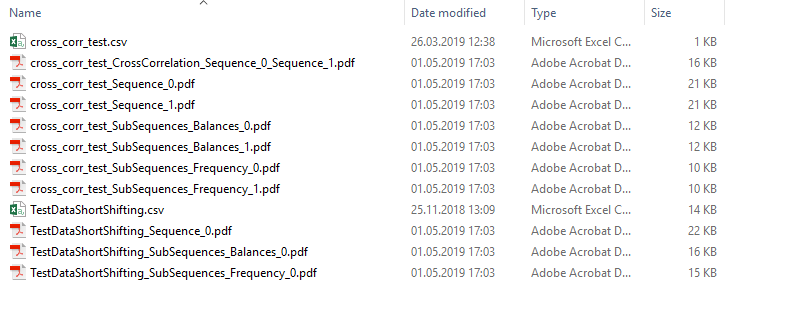 Name Date modified Type Size
cross_corr_test.csv 26.03.2019 12:38 Microsoft Excel C... 1 KB
cross_corr_test_CrossCorrelation_Sequence_0_Sequence_1.pdf 01.05.2019 17:03 Adobe Acrobat D... 16 KB
cross_corr_test_Sequence_0.pdf 01.05.2019 17:03 Adobe Acrobat D... 21 KB
cross_corr_test_Sequence_1.pdf 01.05.2019 17:03 Adobe Acrobat D... 21 KB
cross_corr_test_SubSequences_Balances_0.pdf 01.05.2019 17:03 Adobe Acrobat D... 12 KB
cross_corr_test_SubSequences_Balances_1.pdf 01.05.2019 17:03 Adobe Acrobat D... 12 KB
cross_corr_test_SubSequences_Frequency_0.pdf 01.05.2019 17:03 Adobe Acrobat D... 10 KB
cross_corr_test_SubSequences_Frequency_1.pdf 01.05.2019 17:03 Adobe Acrobat D... 10 KB
TestDataShortShifting.csv 25.11.2018 13:09 Microsoft Excel C... 14 KB
TestDataShortShifting_Sequence_0.pdf 01.05.2019 17:03 Adobe Acrobat D... 22 KB
TestDataShortShifting_SubSequences_Balances_0.pdf 01.05.2019 17:03 Adobe Acrobat D... 16 KB
TestDataShortShifting_SubSequences_Frequency_0.pdf 01.05.2019 17:03 Adobe Acrobat D... 15 KB